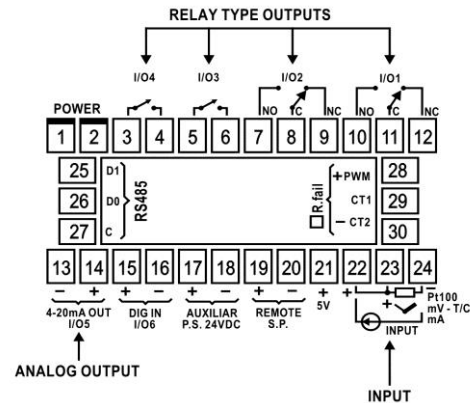 RELAY TYPE OUTPUTS
I/O4 I/O3 I/O2 I/O1
POWER NO C NC NO C NC
1 2 3 4 5 6 7 8 9 10 11 12
25 D1 28
26 D0 29
27 C 30
RS485
R.fail
+ PWM
CT1
− CT2
13 14 15 16 17 18 19 20 21 22 23 24
− + + − + − + − + + + −
4-20mA OUT
I/O5
DIG IN
I/O6
AUXILIAR
P.S. 24VDC
REMOTE
S.P.
5V
Pt100
mV - T/C
mA
INPUT
ANALOG OUTPUT
INPUT